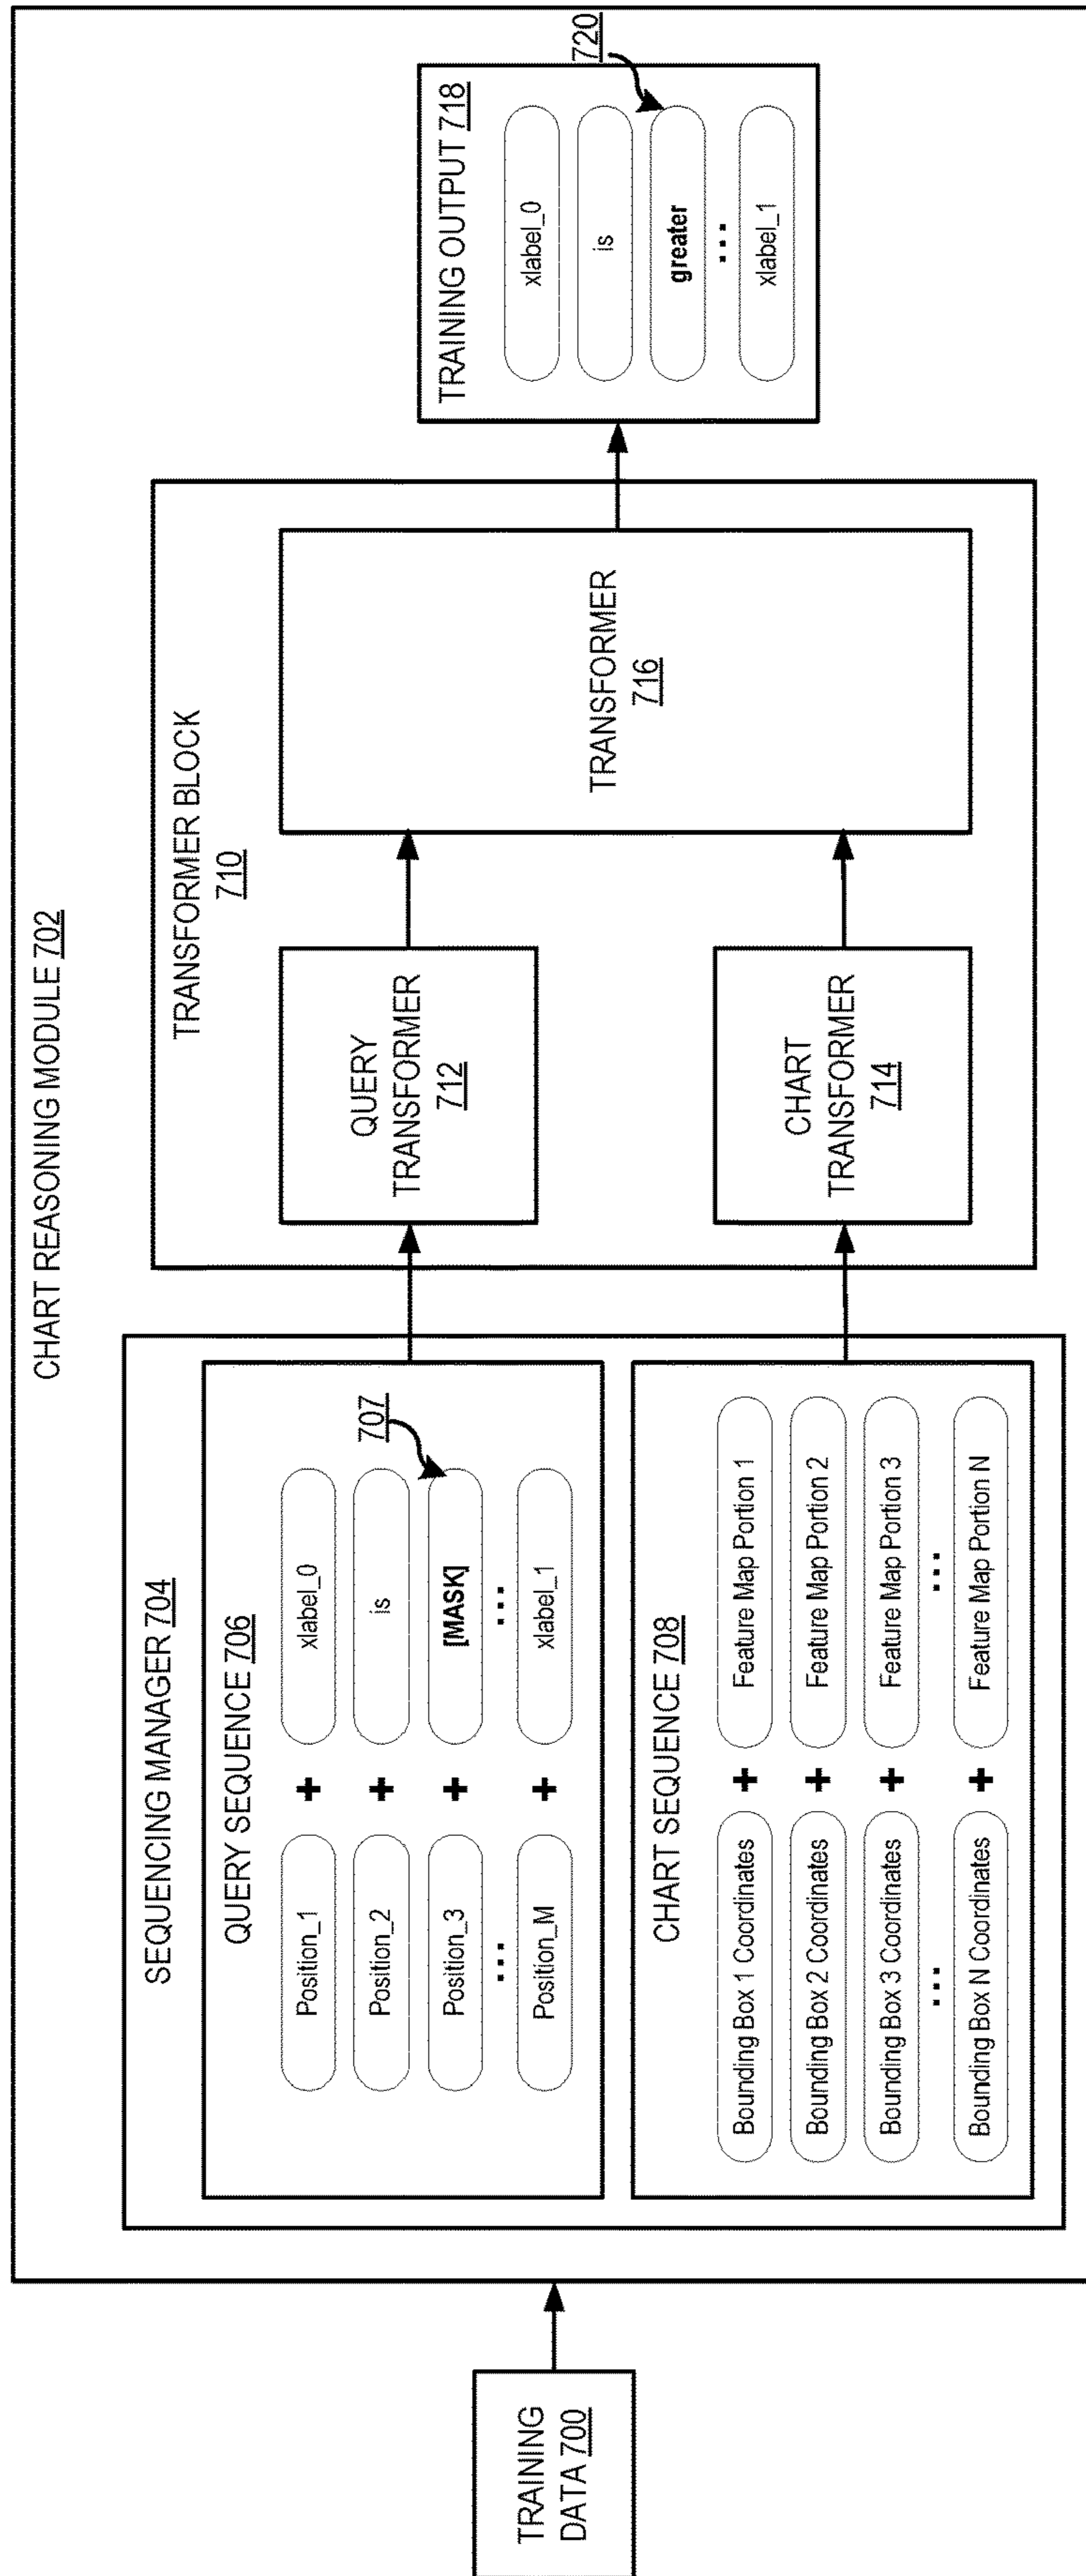 CHART REASONING MODULE 702
TRAINING
DATA 700
SEQUENCING MANAGER 704
QUERY SEQUENCE 706
707
Position_1 + xlabel_0
Position_2 + is
Position_3 + [MASK]
... ...
Position_M + xlabel_1
CHART SEQUENCE 708
Bounding Box 1 Coordinates + Feature Map Portion 1
Bounding Box 2 Coordinates + Feature Map Portion 2
Bounding Box 3 Coordinates + Feature Map Portion 3
... ...
Bounding Box N Coordinates + Feature Map Portion N
TRANSFORMER BLOCK
710
QUERY
TRANSFORMER
712
CHART
TRANSFORMER
714
TRANSFORMER
716
TRAINING OUTPUT 718
720
xlabel_0
is
greater
...
xlabel_1